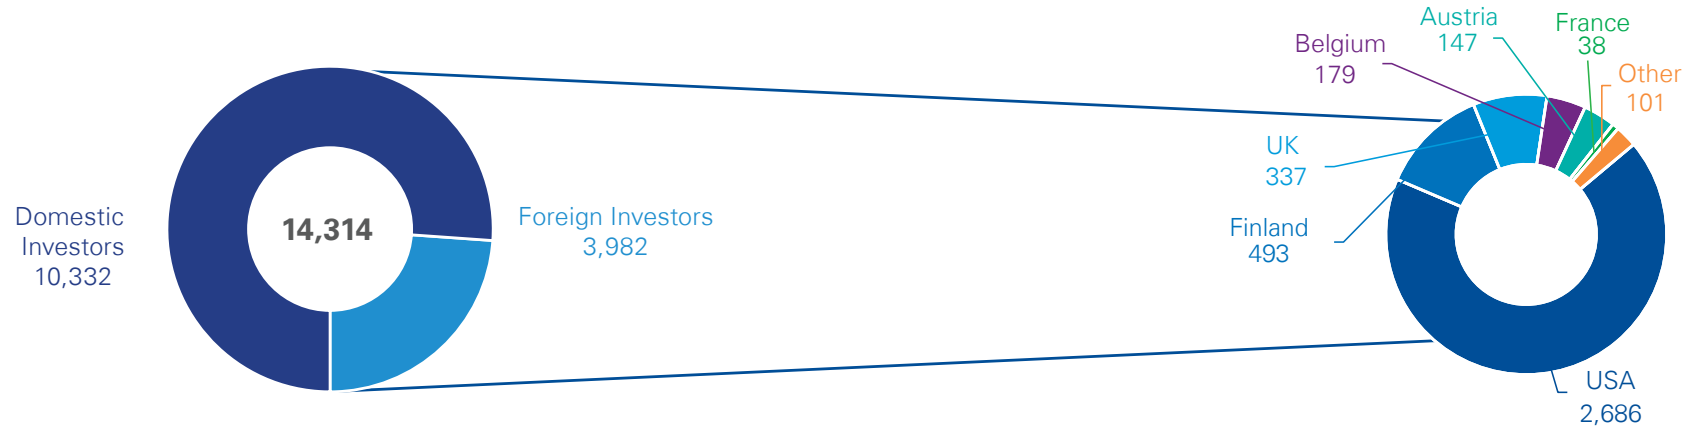 Domestic
Investors
10,332
14,314
Foreign Investors
3,982
Belgium
179
Austria
147
France
38
Other
101
UK
337
Finland
493
USA
2,686